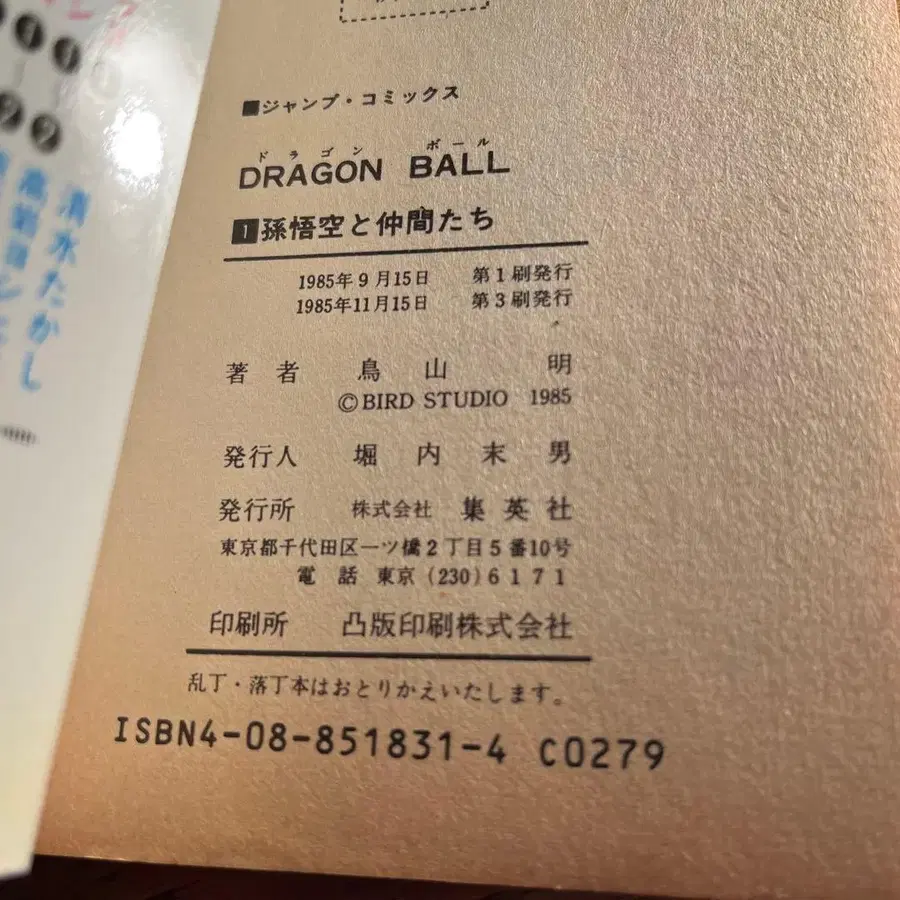 清水たかし
■ジャンプ・コミックス
ドラゴン ボール
DRAGON BALL
1 孫悟空と仲間たち
1985年9月15日 第1刷発行
1985年11月15日 第3刷発行
著者 鳥山 明
©BIRD STUDIO 1985
発行人 堀内末男
発行所 株式会社 集英社
東京都千代田区一ツ橋2丁目5番10号
電話 東京(230)6171
印刷所 凸版印刷株式会社
乱丁・落丁本はおとりかえいたします。
ISBN4-08-851831-4 C0279